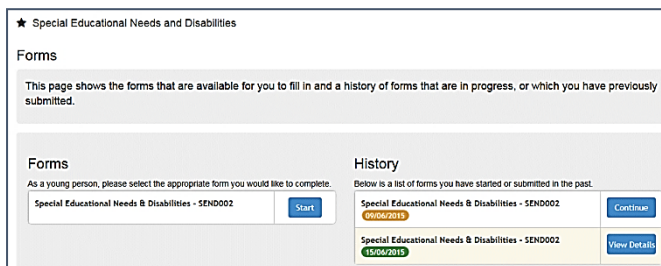 Special Educational Needs and Disabilities
Forms
This page shows the forms that are available for you to fill in and a history of forms that are in progress, or which you have previously
submitted.
Forms
As a young person, please select the appropriate form you would like to complete.
Special Educational Needs & Disabilities - SEND002
Start
History
Below is a list of forms you have started or submitted in the past.
Special Educational Needs & Disabilities - SEND002
09/06/2015
Continue
Special Educational Needs & Disabilities - SEND002
15/06/2015
View Details